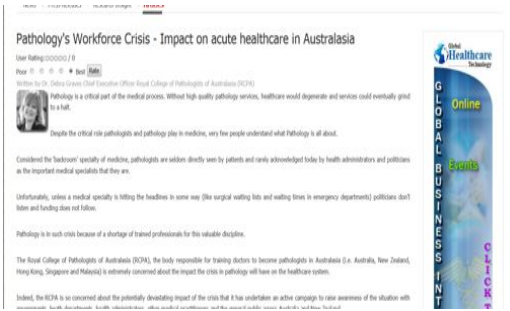 Pathology's Workforce Crisis - Impact on acute healthcare in Australasia
User Rating: / 0
Poor Best Rate
Written by Dr. Debra Graves Chief Executive Officer Royal College of Pathologists of Australasia (RCPA)
Pathology is a critical part of the medical process. Without high quality pathology services, healthcare would degenerate and services could eventually grind
to a halt.
Despite the critical role pathologists and pathology play in medicine, very few people understand what Pathology is all about.
Considered the 'backroom' specialty of medicine, pathologists are seldom directly seen by patients and rarely acknowledged today by health administrators and politicians
as the important medical specialists that they are.
Unfortunately, unless a medical specialty is hitting the headlines in some way (like surgical waiting lists and waiting times in emergency departments) politicians don't
listen and funding does not follow.
Pathology is in such crisis because of a shortage of trained professionals for this valuable discipline.
The Royal College of Pathologists of Australasia (RCPA), the body responsible for training doctors to become pathologists in Australasia (i.e. Australia, New Zealand,
Hong Kong, Singapore and Malaysia) is extremely concerned about the impact the crisis in pathology will have on the healthcare system.
Indeed, the RCPA is so concerned about the potentially devastating impact of the crisis that it has undertaken an active campaign to raise awareness of the situation with
Global
Healthcare
Technology
GLOBAL BUSINESS INT
Online
Events
CLICK T